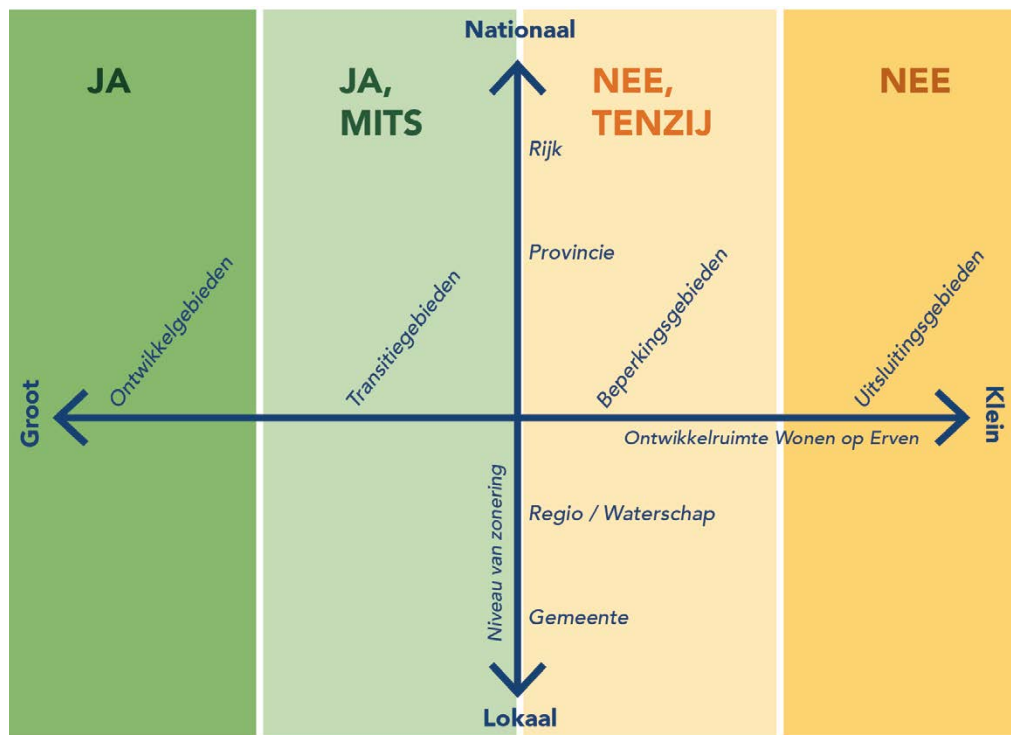 Nationaal
JA
JA,
MITS
NEE,
TENZIJ
NEE
Rijk
Provincie
Ontwikkelgebieden
Transitiegebieden
Beperkingsgebieden
Uitsluitingsgebieden
Groot
Klein
Ontwikkelruimte Wonen op Erven
Niveau van zonering
Regio / Waterschap
Gemeente
Lokaal